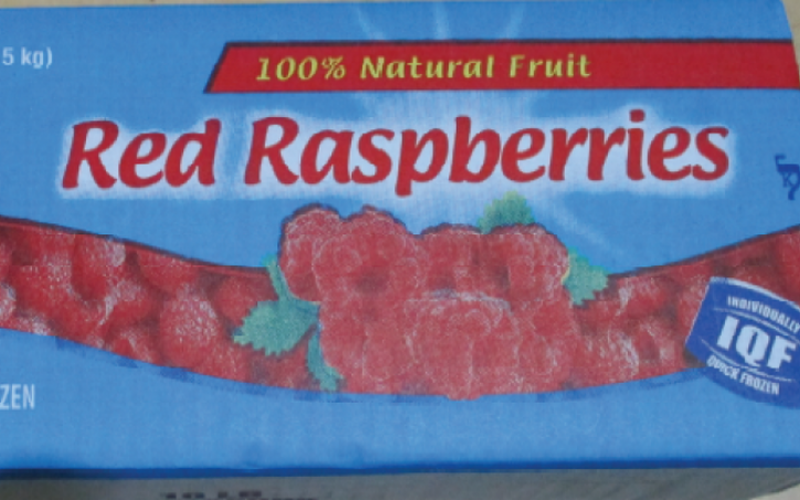 5 kg)
100% Natural Fruit
Red Raspberries
INDIVIDUALLY
IQF
QUICK FROZEN
ZEN